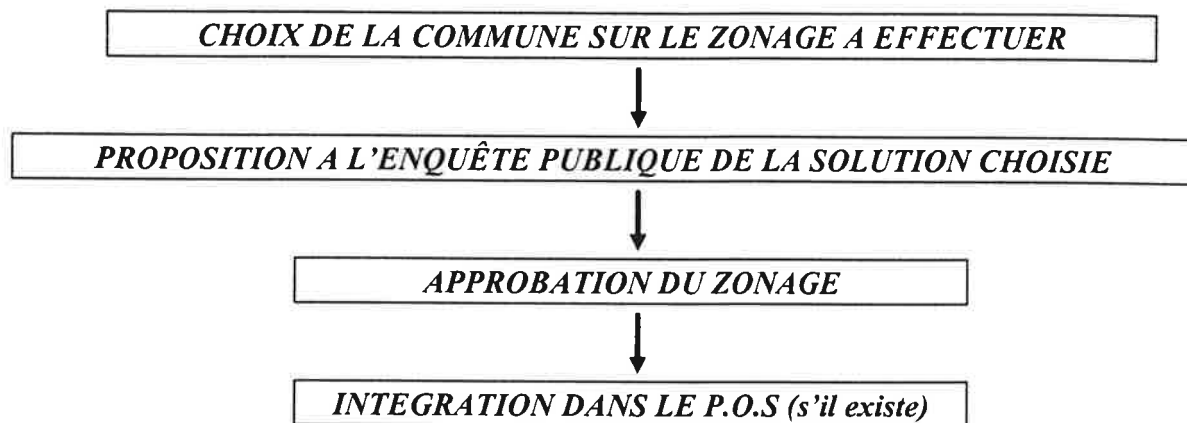 CHOIX DE LA COMMUNE SUR LE ZONAGE A EFFECTUER
PROPOSITION A L'ENQUÊTE PUBLIQUE DE LA SOLUTION CHOISIE
APPROBATION DU ZONAGE
INTEGRATION DANS LE P.O.S (s'il existe)